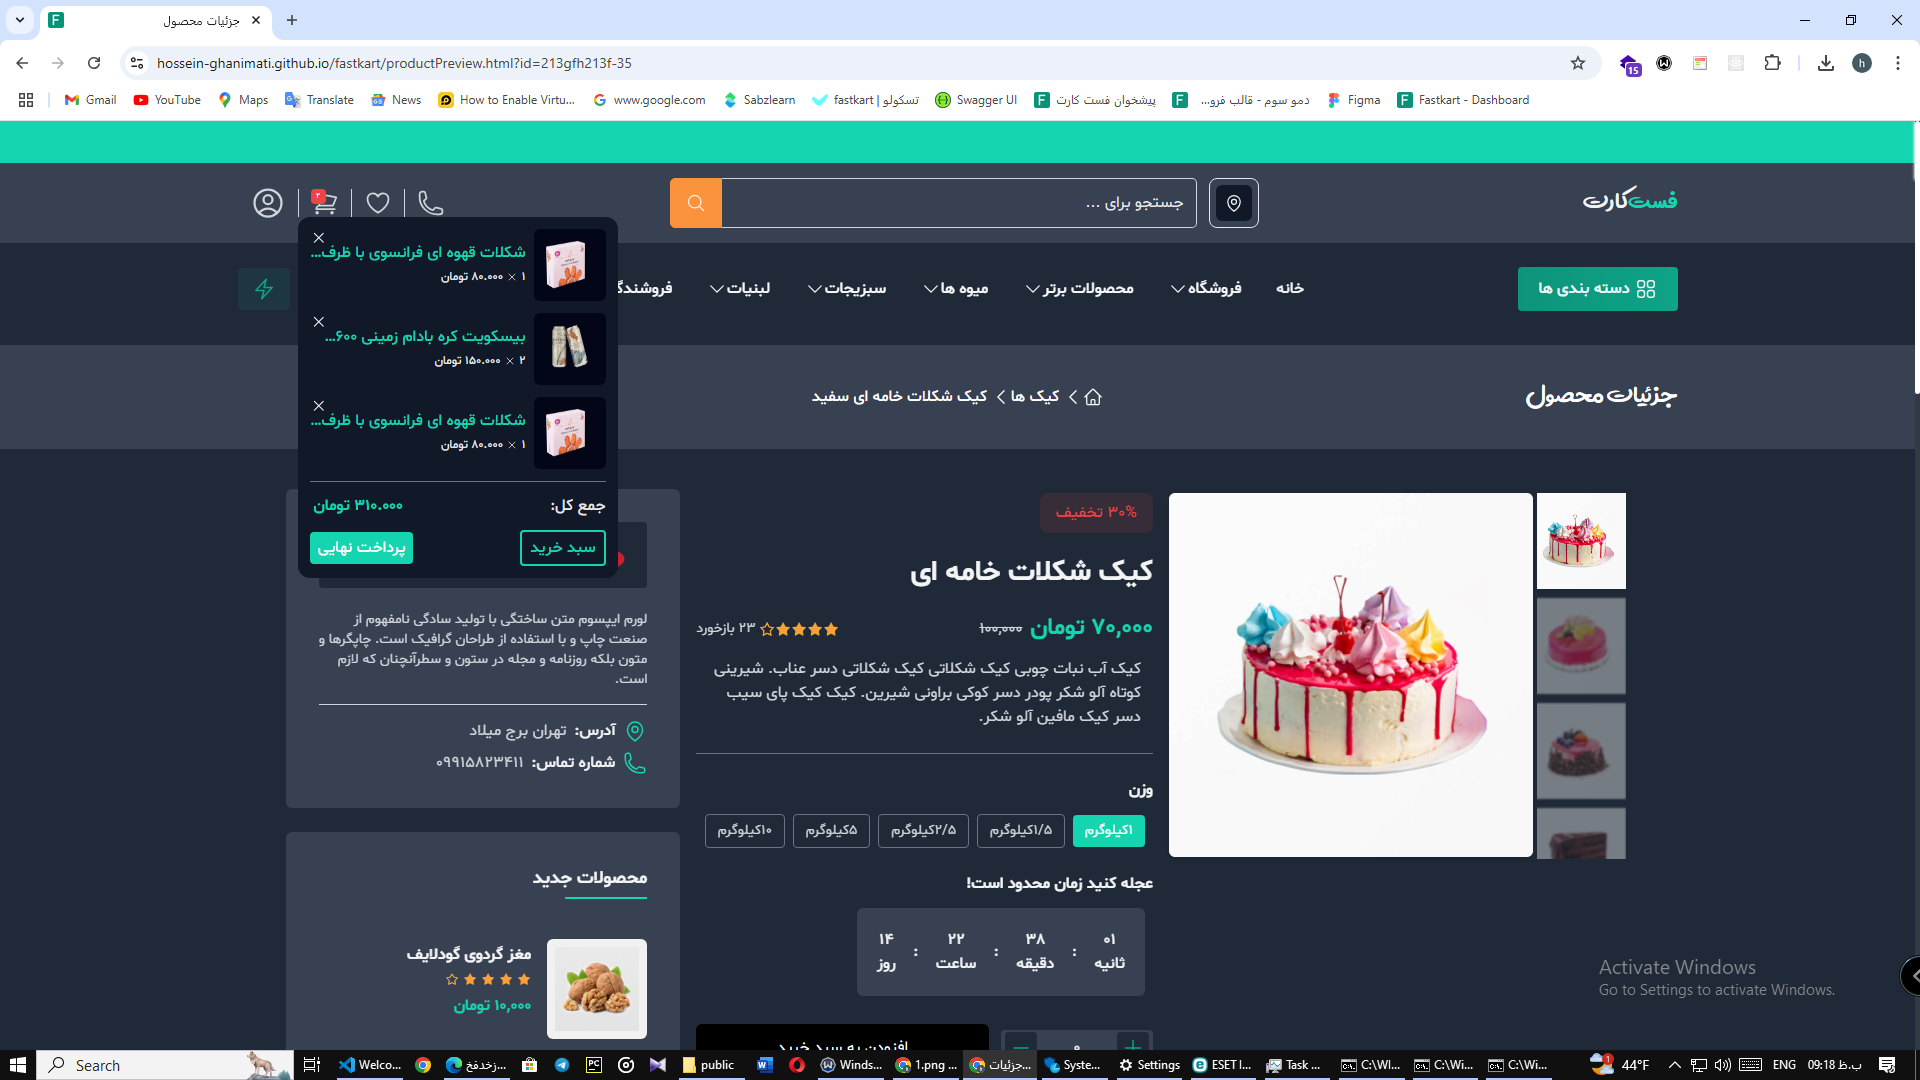 جزئیات محصول
hossein-ghanimati.github.io/fastkart/productPreview.html?id=213gfh213f-35
15
h
Gmail
YouTube
Maps
Translate
News
How to Enable Virtu...
www.google.com
Sabzlearn
fastkart | تسکولو
Swagger UI
پیشخوان فست کارت
دمو سوم - قالب فرو...
Figma
Fastkart - Dashboard
فست کارت
جستجو برای ...
۲
دسته بندی ها
خانه
فروشگاه
محصولات برتر
میوه ها
سبزیجات
لبنیات
شکلات قهوه ای فرانسوی با ظرف...
۱ × ۸۰.۰۰۰ تومان
بیسکویت کره بادام زمینی ۶۰۰...
۲ × ۱۵۰.۰۰۰ تومان
شکلات قهوه ای فرانسوی با ظرف...
۱ × ۸۰.۰۰۰ تومان
جمع کل:
۳۱۰.۰۰۰ تومان
سبد خرید
پرداخت نهایی
جزئیات محصول
کیک ها
کیک شکلات خامه ای سفید
۳۰% تخفیف
کیک شکلات خامه ای
۷۰,۰۰۰ تومان
۱۰۰,۰۰۰
۲۳ بازخورد
کیک آب نبات چوبی کیک شکلاتی کیک شکلاتی دسر عناب. شیرینی
کوتاه آلو شکر پودر دسر کوکی براونی شیرین. کیک کیک پای سیب
دسر کیک مافین آلو شکر.
وزن
۱کیلوگرم
۱/۵کیلوگرم
۲/۵کیلوگرم
۵کیلوگرم
۱۰کیلوگرم
عجله کنید زمان محدود است!
۰۱ : ۳۸ : ۲۲ : ۱۴
ثانیه دقیقه ساعت روز
افزودن به سبد خرید
۰
لورم ایپسوم متن ساختگی با تولید سادگی نامفهوم از
صنعت چاپ و با استفاده از طراحان گرافیک است. چاپگرها و
متون بلکه روزنامه و مجله در ستون و سطرآنچنان که لازم
است.
آدرس: تهران برج میلاد
شماره تماس: ۰۹۹۱۵۸۲۳۴۱۱
محصولات جدید
مغز گردوی گودلایف
۱۰,۰۰۰ تومان
Activate Windows
Go to Settings to activate Windows.
Search
Welco...
زخدفخ...
public
Winds...
1.png ...
جزئیات...
Syste...
Settings
ESET I...
Task ...
C:\WI...
C:\Wi...
C:\Wi...
1
44°F
ENG
09:18 ب.ظ